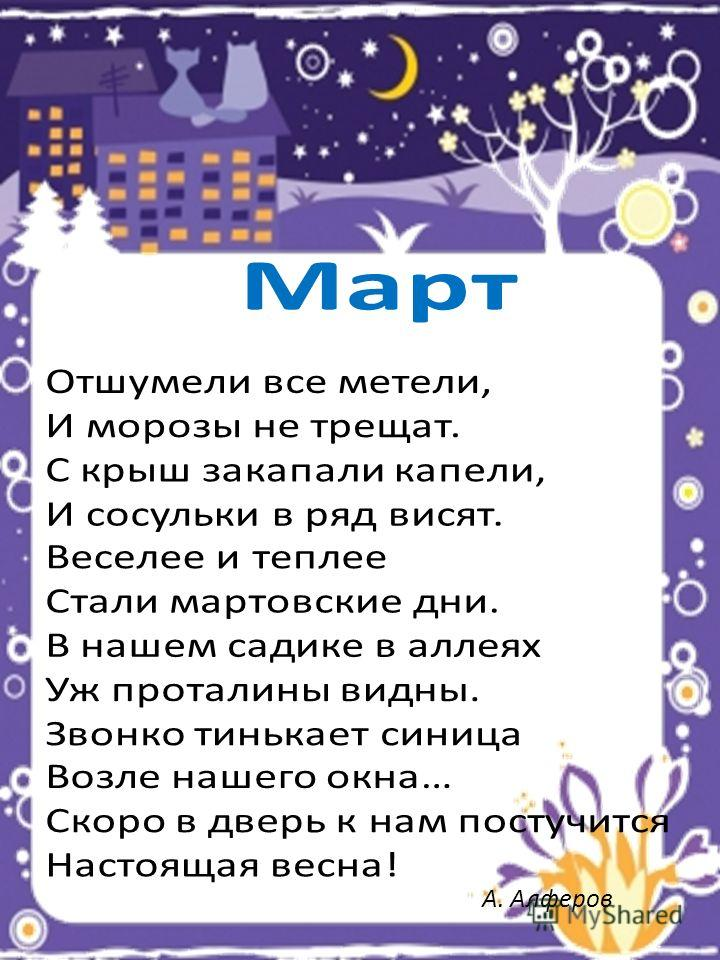 Март
Отшумели все метели,
И морозы не трещат.
С крыш закапали капели,
И сосульки в ряд висят.
Веселее и теплее
Стали мартовские дни.
В нашем садике в аллеях
Уж проталины видны.
Звонко тинькает синица
Возле нашего окна...
Скоро в дверь к нам постучится
Настоящая весна!
А. Алферов
MyShared